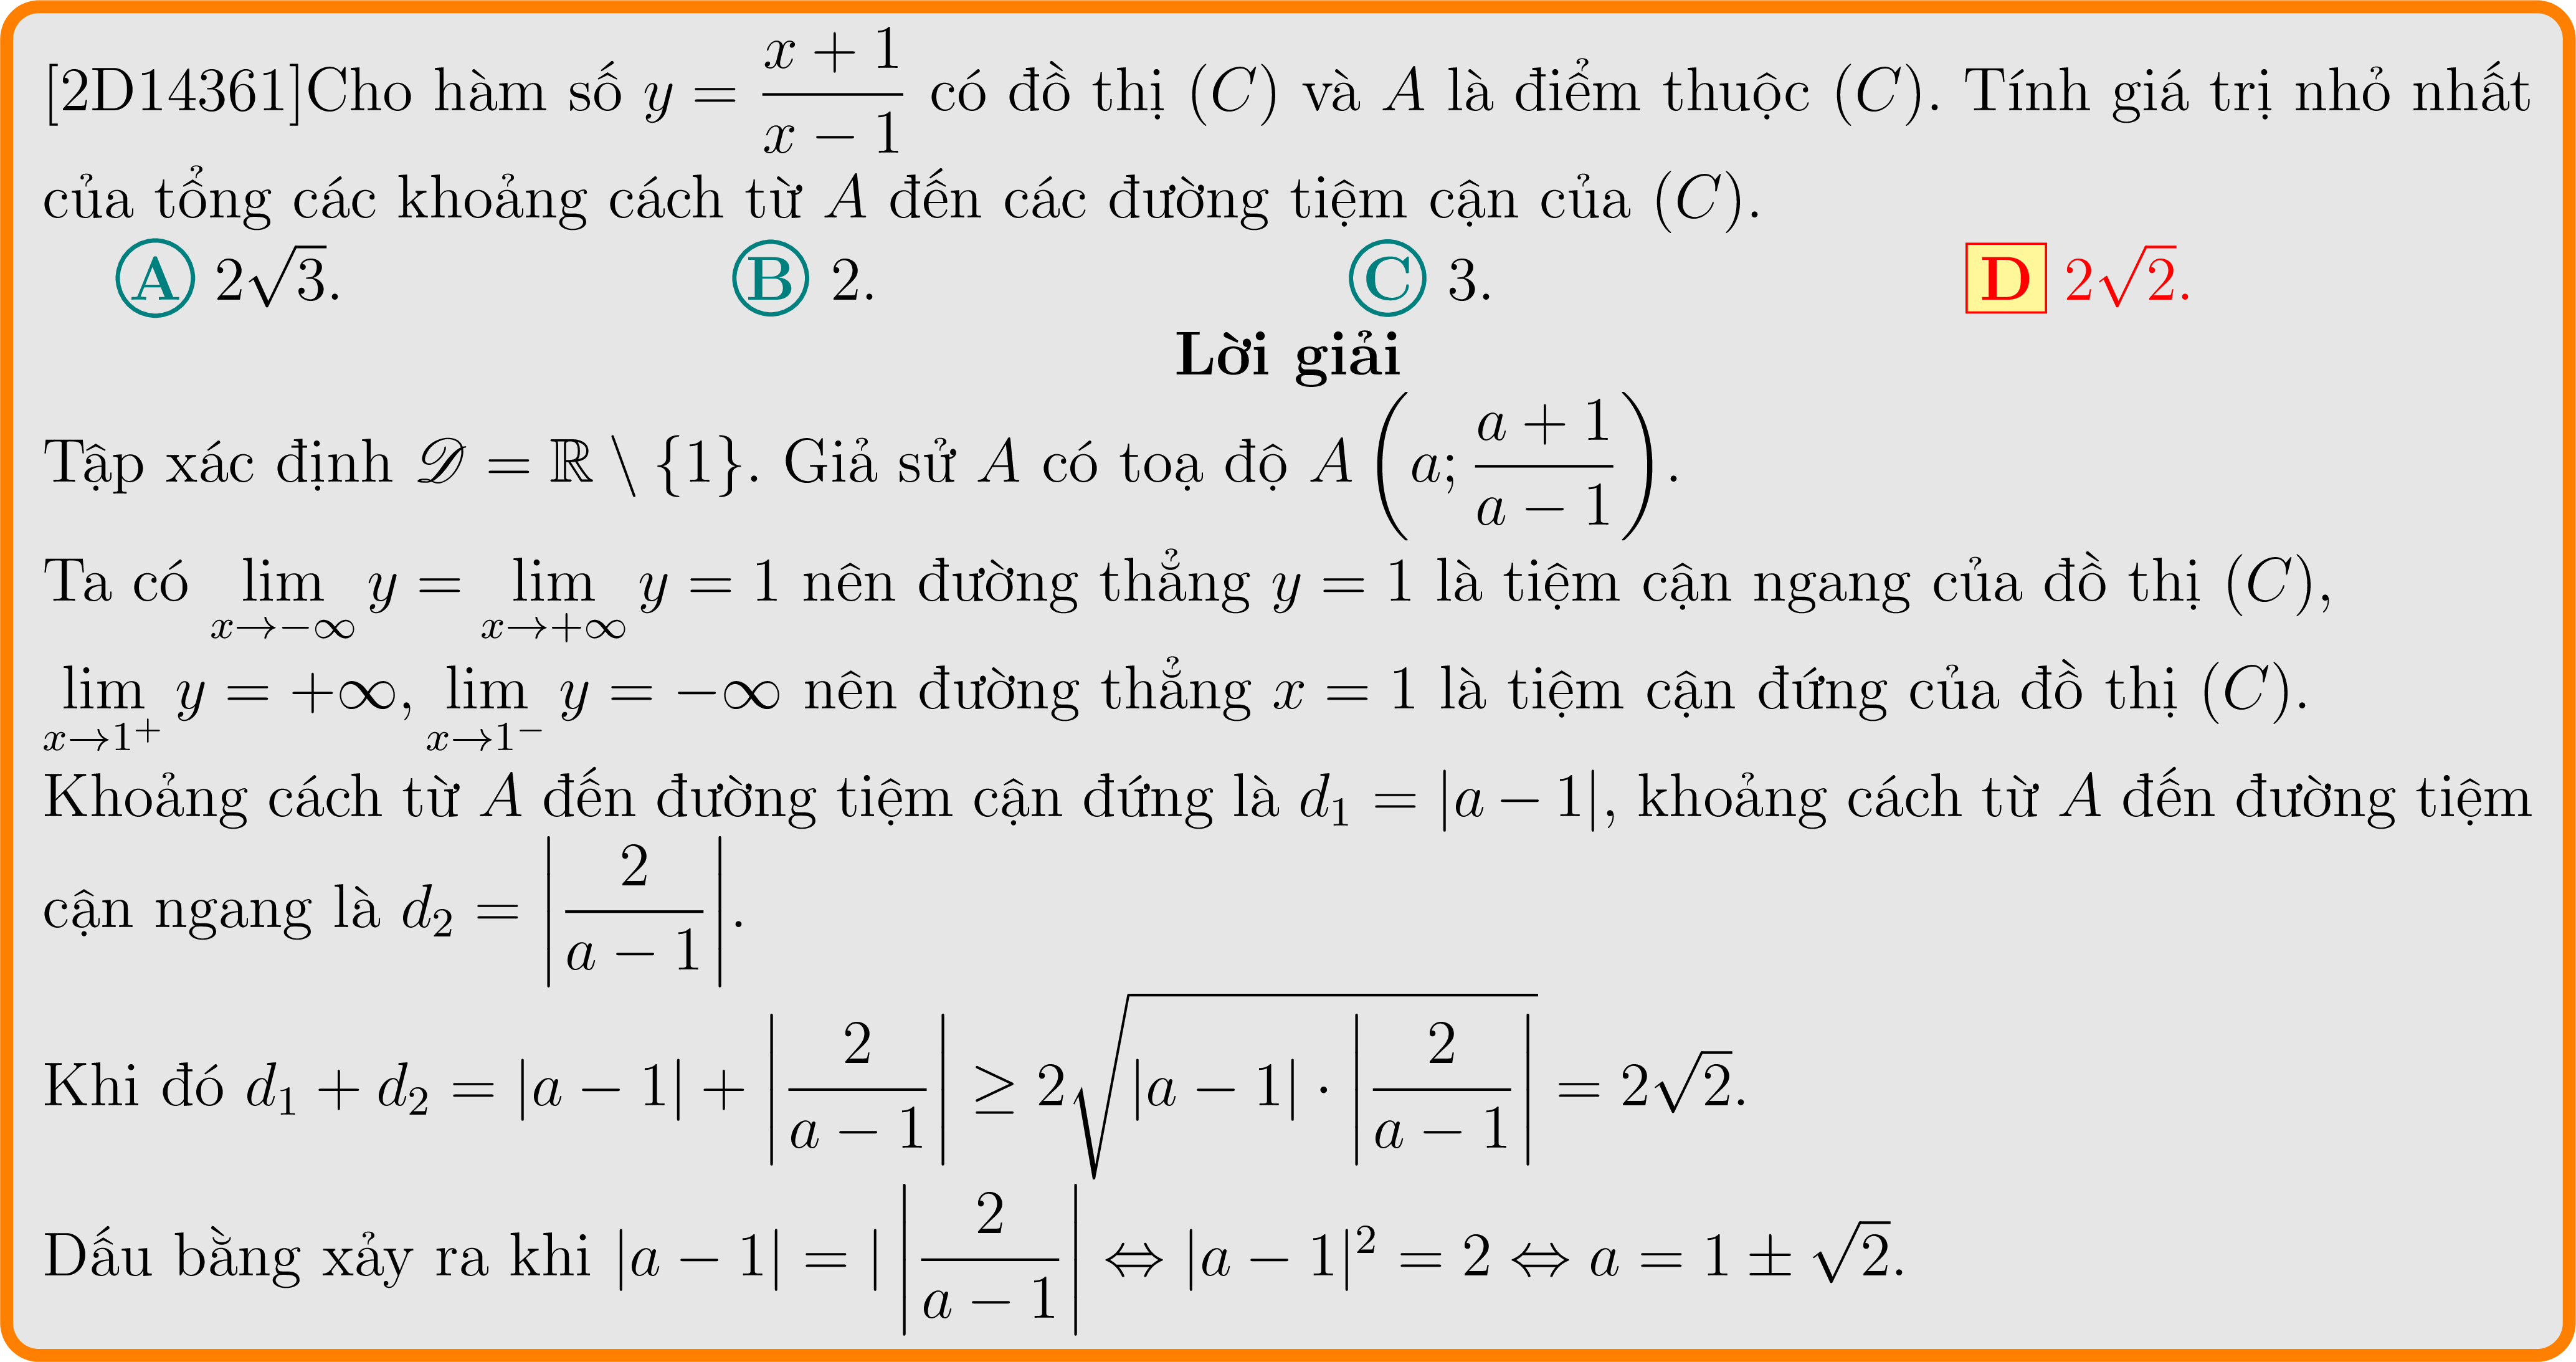 [2D14361]Cho hàm số $y = \dfrac{x+1}{x-1}$ có đồ thị $(C)$ và $A$ là điểm thuộc $(C)$. Tính giá trị nhỏ nhất
của tổng các khoảng cách từ $A$ đến các đường tiệm cận của $(C)$.
A $2\sqrt{3}$. B $2$. C $3$. D $2\sqrt{2}$.
Lời giải
Tập xác định $\mathscr{D} = \mathbb{R} \setminus \{1\}$. Giả sử $A$ có toạ độ $A\left(a; \dfrac{a+1}{a-1}\right)$.
Ta có $\lim\limits_{x \to -\infty} y = \lim\limits_{x \to +\infty} y = 1$ nên đường thẳng $y = 1$ là tiệm cận ngang của đồ thị $(C)$,
$\lim\limits_{x \to 1^+} y = +\infty, \lim\limits_{x \to 1^-} y = -\infty$ nên đường thẳng $x = 1$ là tiệm cận đứng của đồ thị $(C)$.
Khoảng cách từ $A$ đến đường tiệm cận đứng là $d_1 = |a - 1|$, khoảng cách từ $A$ đến đường tiệm
cận ngang là $d_2 = \left|\dfrac{2}{a-1}\right|$.
Khi đó $d_1 + d_2 = |a - 1| + \left|\dfrac{2}{a-1}\right| \geq 2\sqrt{|a - 1| \cdot \left|\dfrac{2}{a-1}\right|} = 2\sqrt{2}$.
Dấu bằng xảy ra khi $|a - 1| = |\left|\dfrac{2}{a-1}\right| \Leftrightarrow |a - 1|^2 = 2 \Leftrightarrow a = 1 \pm \sqrt{2}$.